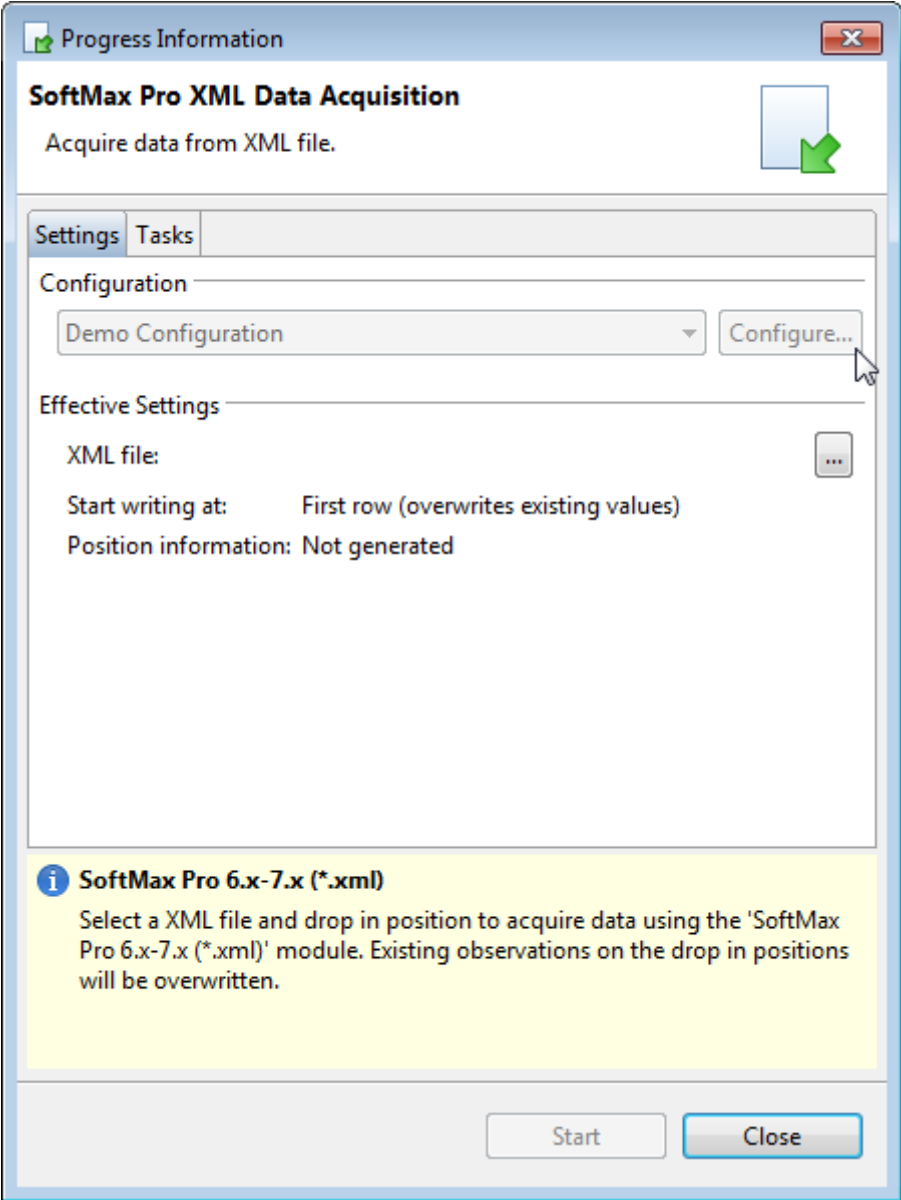 Progress Information
SoftMax Pro XML Data Acquisition
Acquire data from XML file.
Settings Tasks
Configuration
Demo Configuration Configure...
Effective Settings
XML file: ...
Start writing at: First row (overwrites existing values)
Position information: Not generated
SoftMax Pro 6.x-7.x (*.xml)
Select a XML file and drop in position to acquire data using the 'SoftMax
Pro 6.x-7.x (*.xml)' module. Existing observations on the drop in positions
will be overwritten.
Start Close